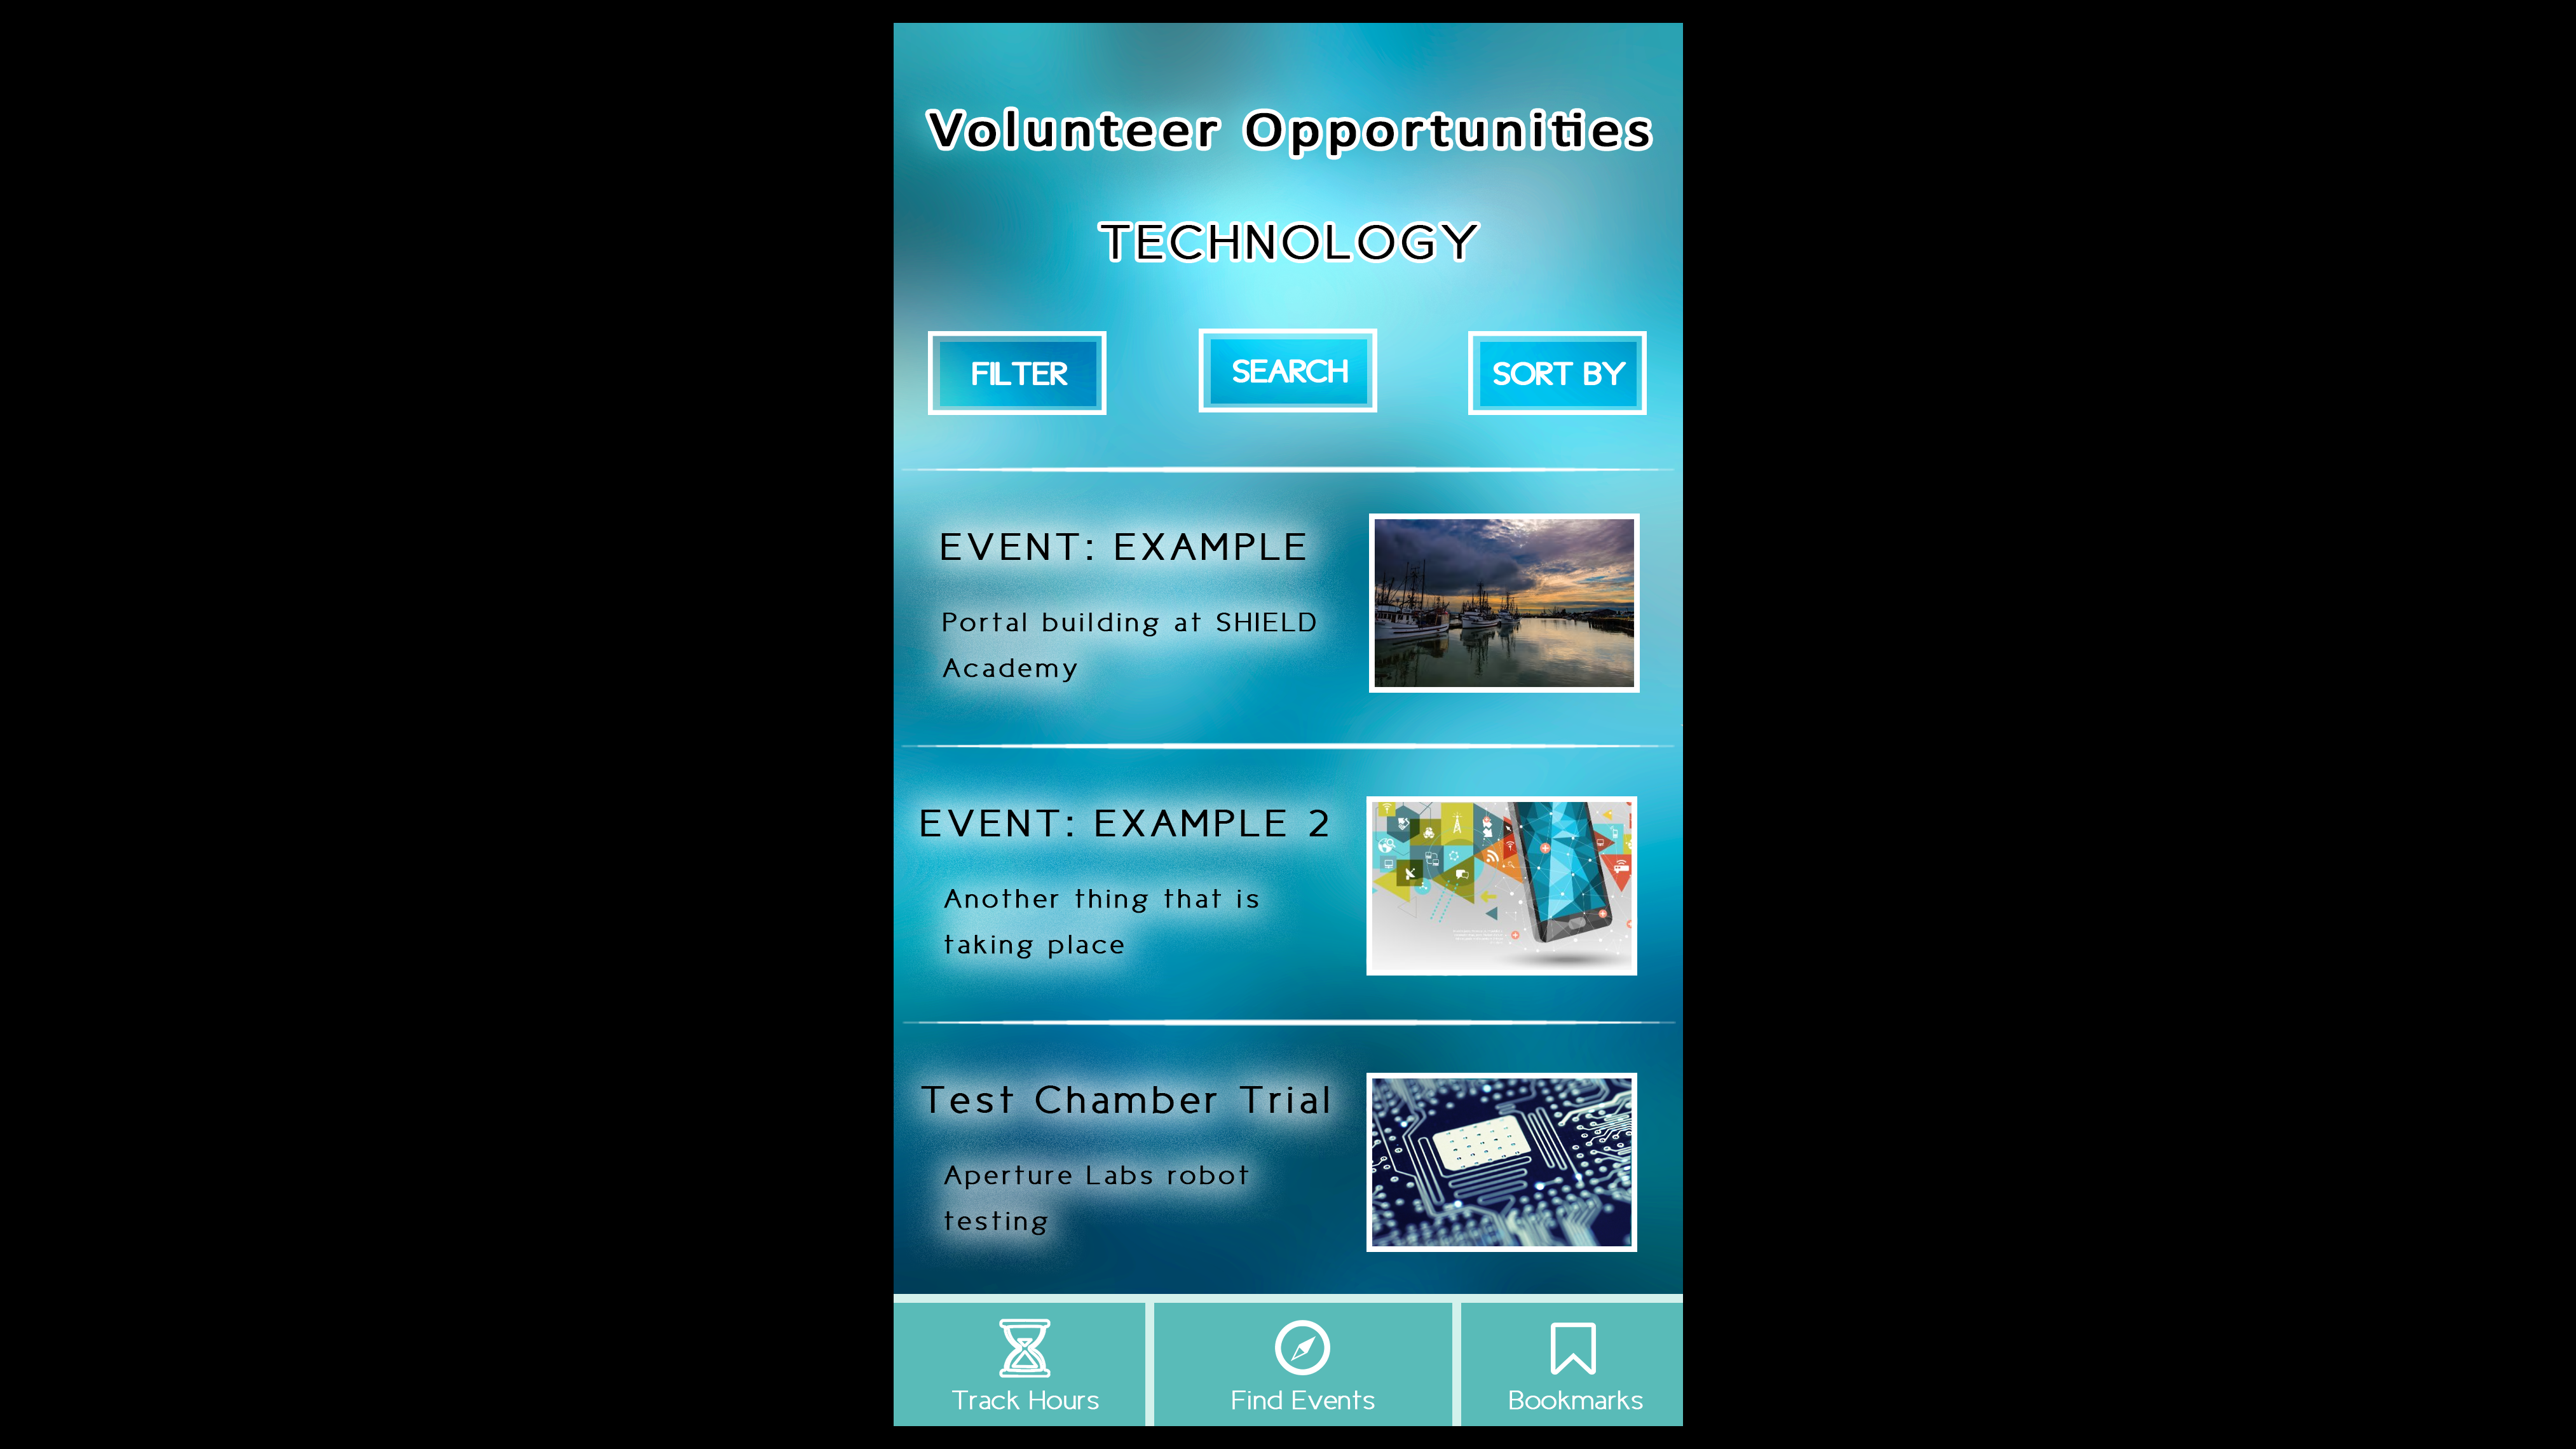 Volunteer Opportunities
TECHNOLOGY
FILTER
SEARCH
SORT BY
EVENT: EXAMPLE
Portal building at SHIELD
Academy
EVENT: EXAMPLE 2
Another thing that is
taking place
Test Chamber Trial
Aperture Labs robot
testing
Track Hours
Find Events
Bookmarks